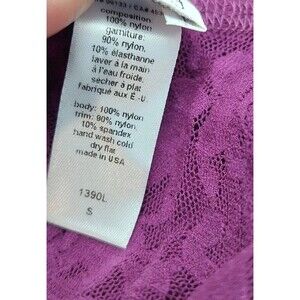 composition:
100% nylon
garniture:
90% nylon,
10% élasthanne
laver à la main
à l'eau froide,
sécher à plat
Fabriqué aux É.-U.
body: 100% nylon
trim: 90% nylon,
10% spandex
hand wash cold
dry flat
made in USA
1390L
S